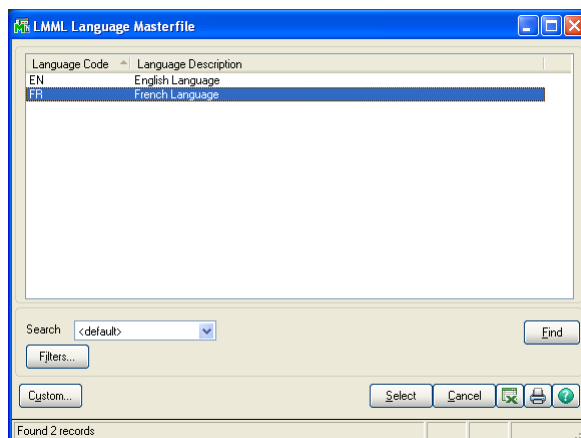 LMML Language Masterfile
Language Code Language Description
EN English Language
FR French Language
Search <default> Find
Filters...
Custom... Select Cancel
Found 2 records